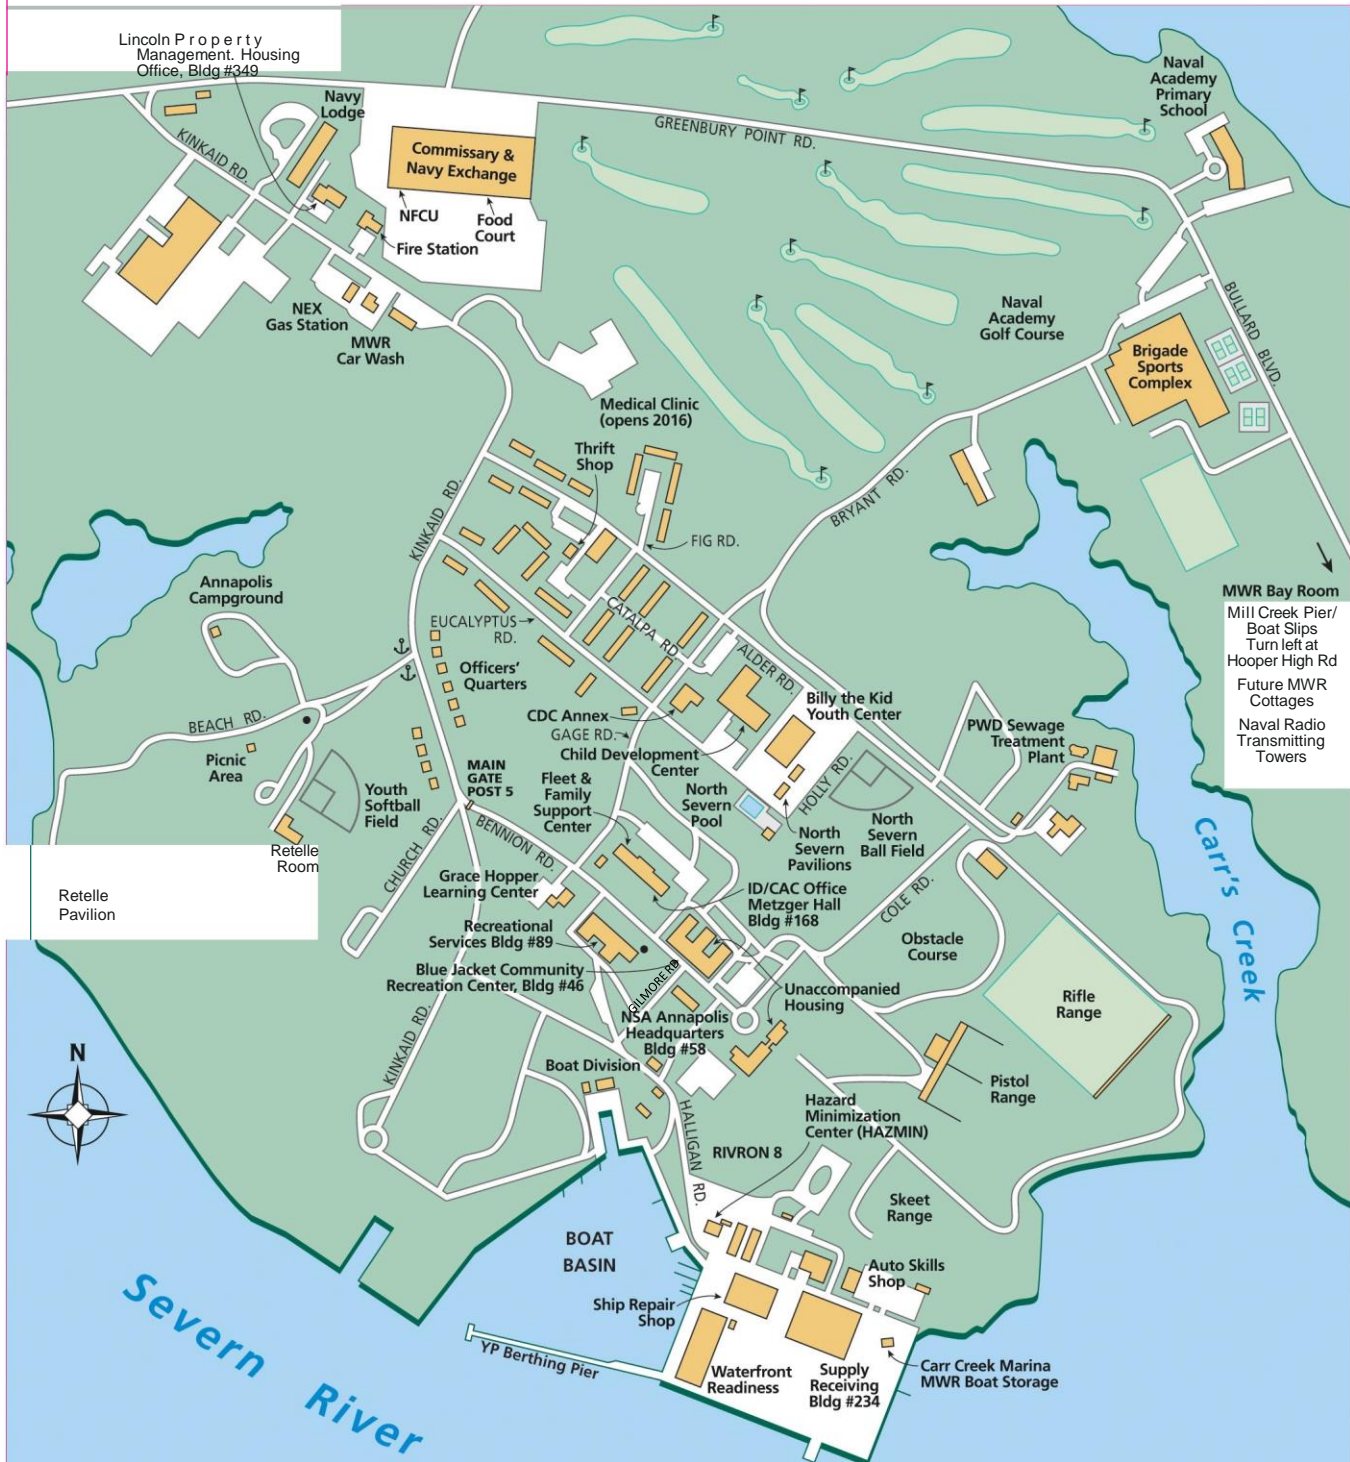 Lincoln P r o p e r t y
Management. Housing
Office, Bldg #349
Navy
Lodge
KINKAID RD.
Commissary &
Navy Exchange
NFCU
Food
Court
Fire Station
NEX
Gas Station
MWR
Car Wash
GREENBURY POINT RD.
Naval
Academy
Primary
School
Naval
Academy
Golf Course
BULLARD BLVD.
Brigade
Sports
Complex
Medical Clinic
(opens 2016)
Thrift
Shop
KINKAID RD.
FIG RD.
BRYANT RD.
MWR Bay Room
Mill Creek Pier/
Boat Slips
Turn left at
Hooper High Rd
Future MWR
Cottages
Naval Radio
Transmitting
Towers
Annapolis
Campground
EUCALYPTUS
RD.
CATALPA RD
ALDER RD.
Officers'
Quarters
BEACH RD.
Picnic
Area
CDC Annex
GAGE RD.
Child Development
Center
Billy the Kid
Youth Center
PWD Sewage
Treatment
Plant
MAIN
GATE
POST 5
Fleet &
Family
Support
Center
Youth
Softball
Field
North
Severn
Pool
HOLLY RD.
North
Severn
Pavilions
North
Severn
Ball Field
Retelle
Room
Retelle
Pavilion
CHURCH RD.
BENNION RD.
Grace Hopper
Learning Center
ID/CAC Office
Metzger Hall
Bldg #168
COLE RD.
Carr's Creek
Recreational
Services Bldg #89
Obstacle
Course
Blue Jacket Community
Recreation Center, Bldg #46
GILMORE RD
Unaccompanied
Housing
Rifle
Range
NSA Annapolis
Headquarters
Bldg #58
KINKAID RD.
N
Boat Division
Pistol
Range
Hazard
Minimization
Center (HAZMIN)
HALLIGAN RD.
RIVRON 8
Skeet
Range
BOAT
BASIN
Auto Skills
Shop
Ship Repair
Shop
YP Berthing Pier
Waterfront
Readiness
Supply
Receiving
Bldg #234
Carr Creek Marina
MWR Boat Storage
Severn River